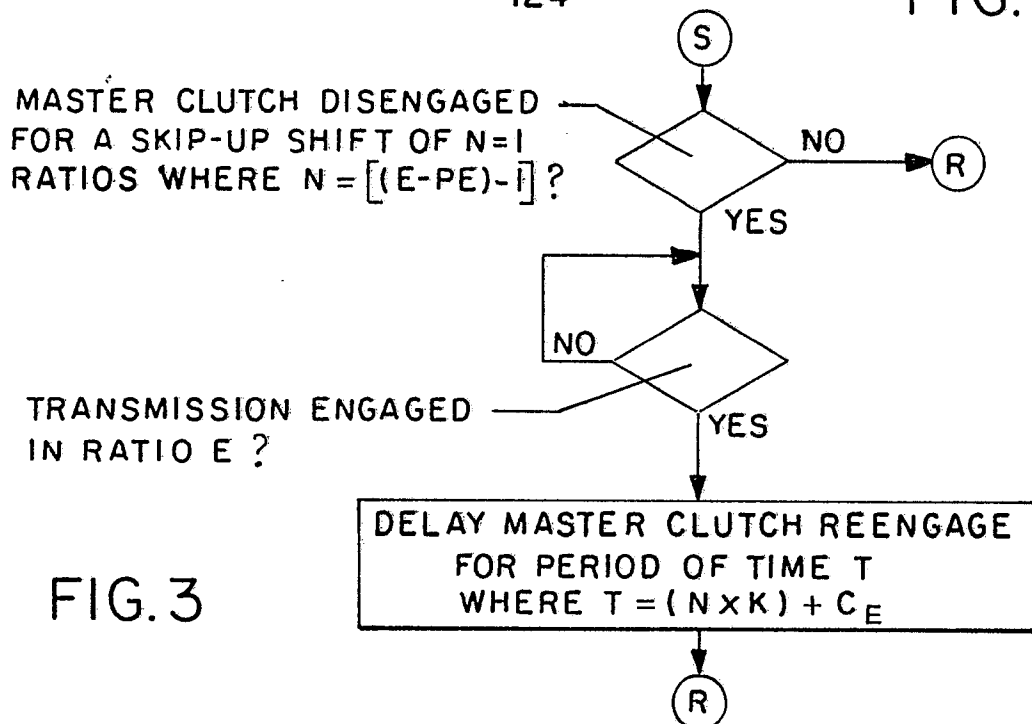 124
FIG.
S
MASTER CLUTCH DISENGAGED
FOR A SKIP-UP SHIFT OF N=1
RATIOS WHERE N=[(E-PE)-1]?
NO
R
YES
NO
TRANSMISSION ENGAGED
IN RATIO E ?
YES
DELAY MASTER CLUTCH REENGAGE
FOR PERIOD OF TIME T
WHERE T=(N×K)+C_E
FIG.3
R